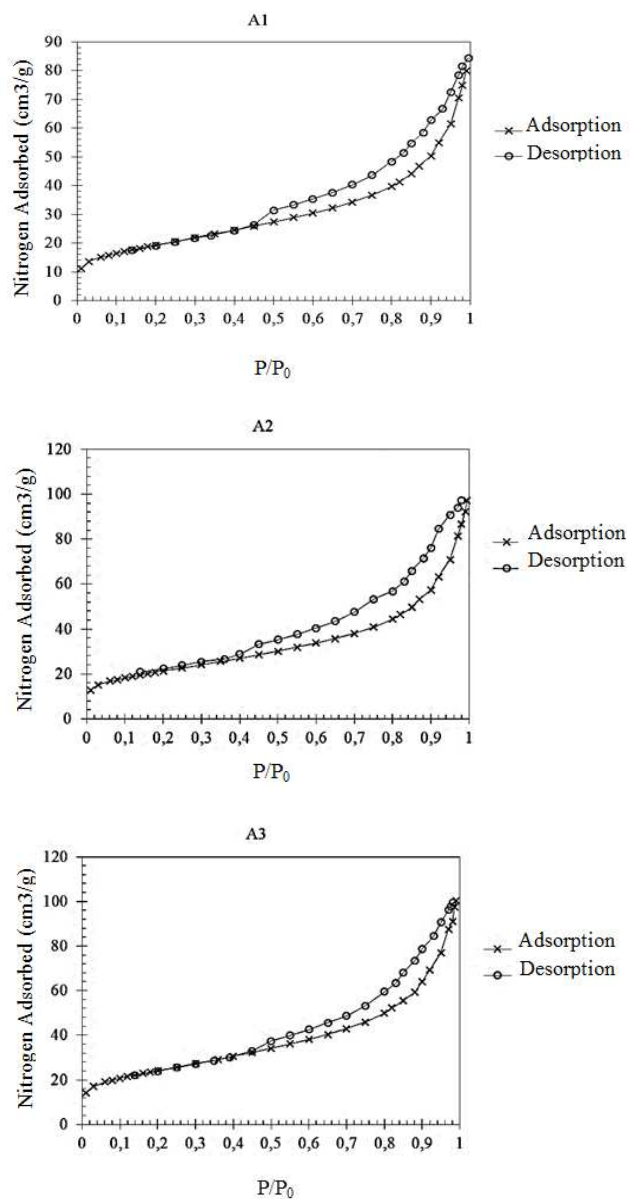 A1
Nitrogen Adsorbed (cm3/g)
90
80
70
60
50
40
30
20
10
0
0 0,1 0,2 0,3 0,4 0,5 0,6 0,7 0,8 0,9 1
P/P0
Adsorption
Desorption
A2
Nitrogen Adsorbed (cm3/g)
120
100
80
60
40
20
0
0 0,1 0,2 0,3 0,4 0,5 0,6 0,7 0,8 0,9 1
P/P0
Adsorption
Desorption
A3
Nitrogen Adsorbed (cm3/g)
120
100
80
60
40
20
0
0 0,1 0,2 0,3 0,4 0,5 0,6 0,7 0,8 0,9 1
P/P0
Adsorption
Desorption